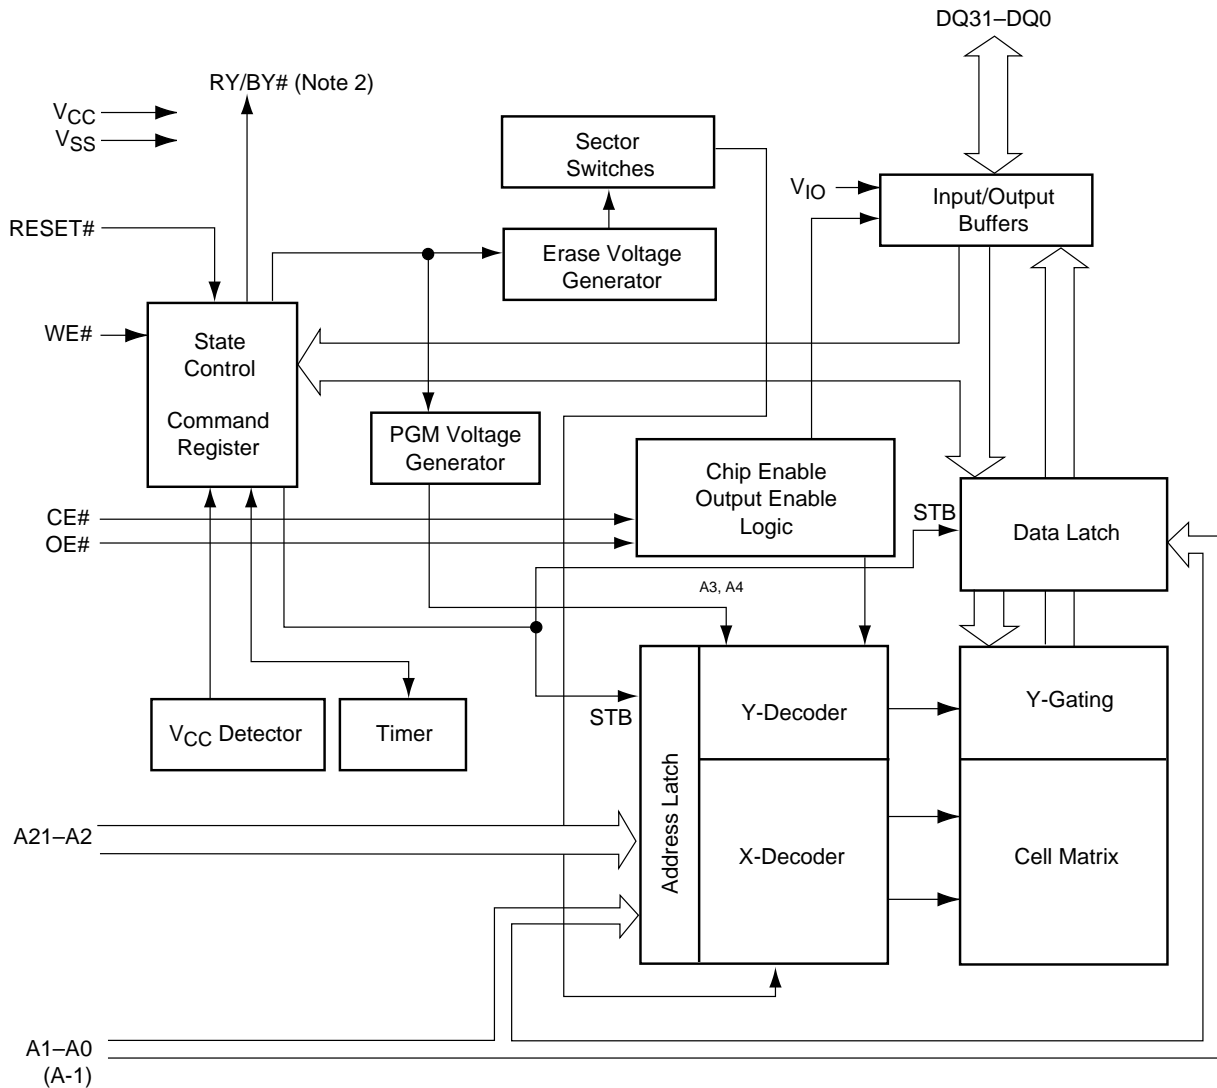 DQ31–DQ0
RY/BY# (Note 2)
VCC
VSS
Sector
Switches
VIO
Input/Output
Buffers
RESET#
Erase Voltage
Generator
WE#
State
Control
Command
Register
PGM Voltage
Generator
Chip Enable
Output Enable
Logic
CE#
OE#
STB
Data Latch
A3, A4
STB
Y-Decoder
Y-Gating
VCC Detector
Timer
Address Latch
A21–A2
X-Decoder
Cell Matrix
A1–A0
(A-1)